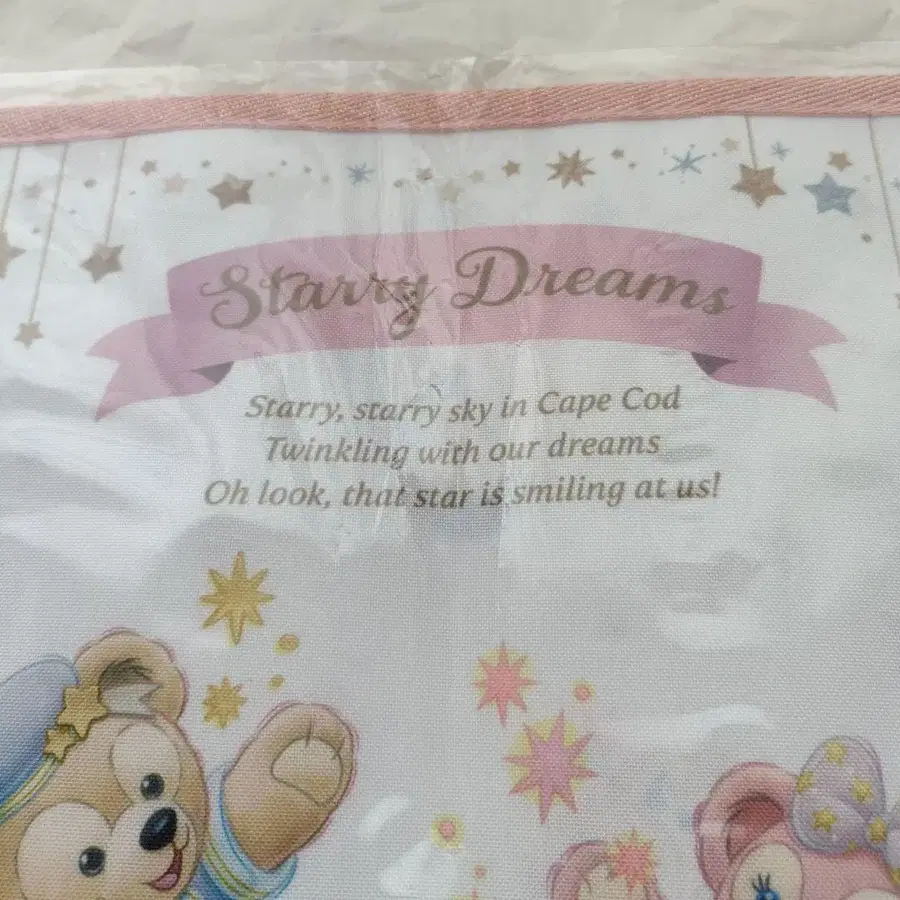 Starry Dreams
Starry, starry sky in Cape Cod
Twinkling with our dreams
Oh look, that star is smiling at us!